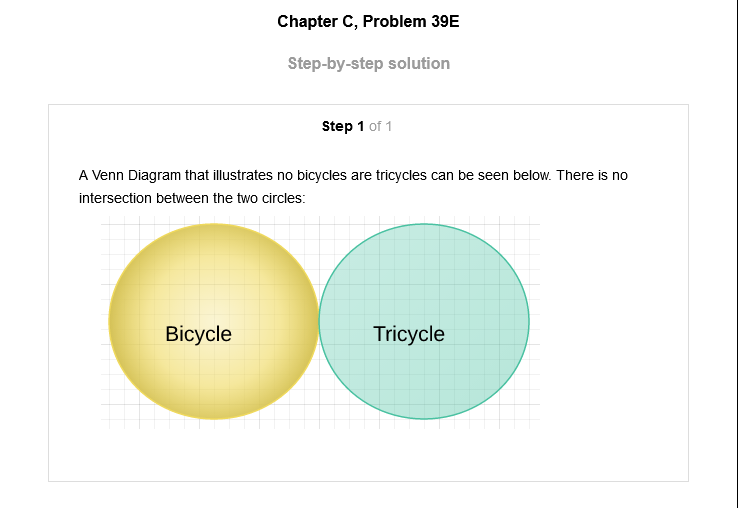 Chapter C, Problem 39E
Step-by-step solution
Step 1 of 1
A Venn Diagram that illustrates no bicycles are tricycles can be seen below. There is no
intersection between the two circles:
Bicycle
Tricycle